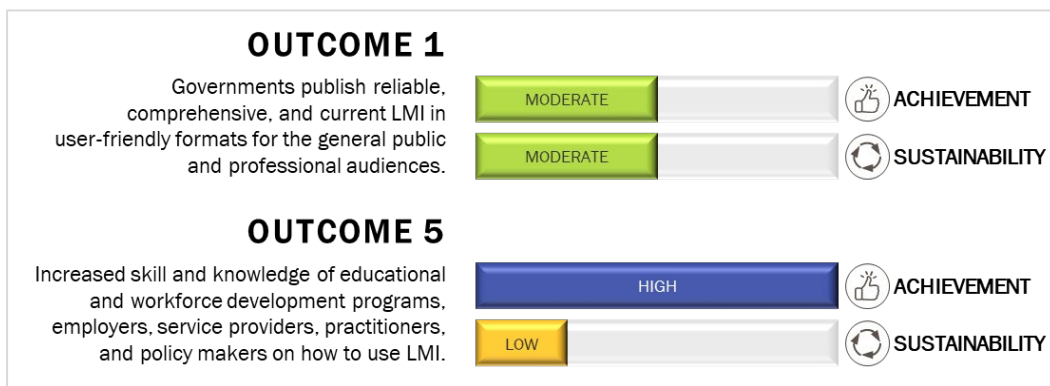 OUTCOME 1
Governments publish reliable,
comprehensive, and current LMI in
user-friendly formats for the general public
and professional audiences.
MODERATE
ACHIEVEMENT
MODERATE
SUSTAINABILITY
OUTCOME 5
Increased skill and knowledge of educational
and workforce development programs,
employers, service providers, practitioners,
and policy makers on how to use LMI.
HIGH
ACHIEVEMENT
LOW
SUSTAINABILITY